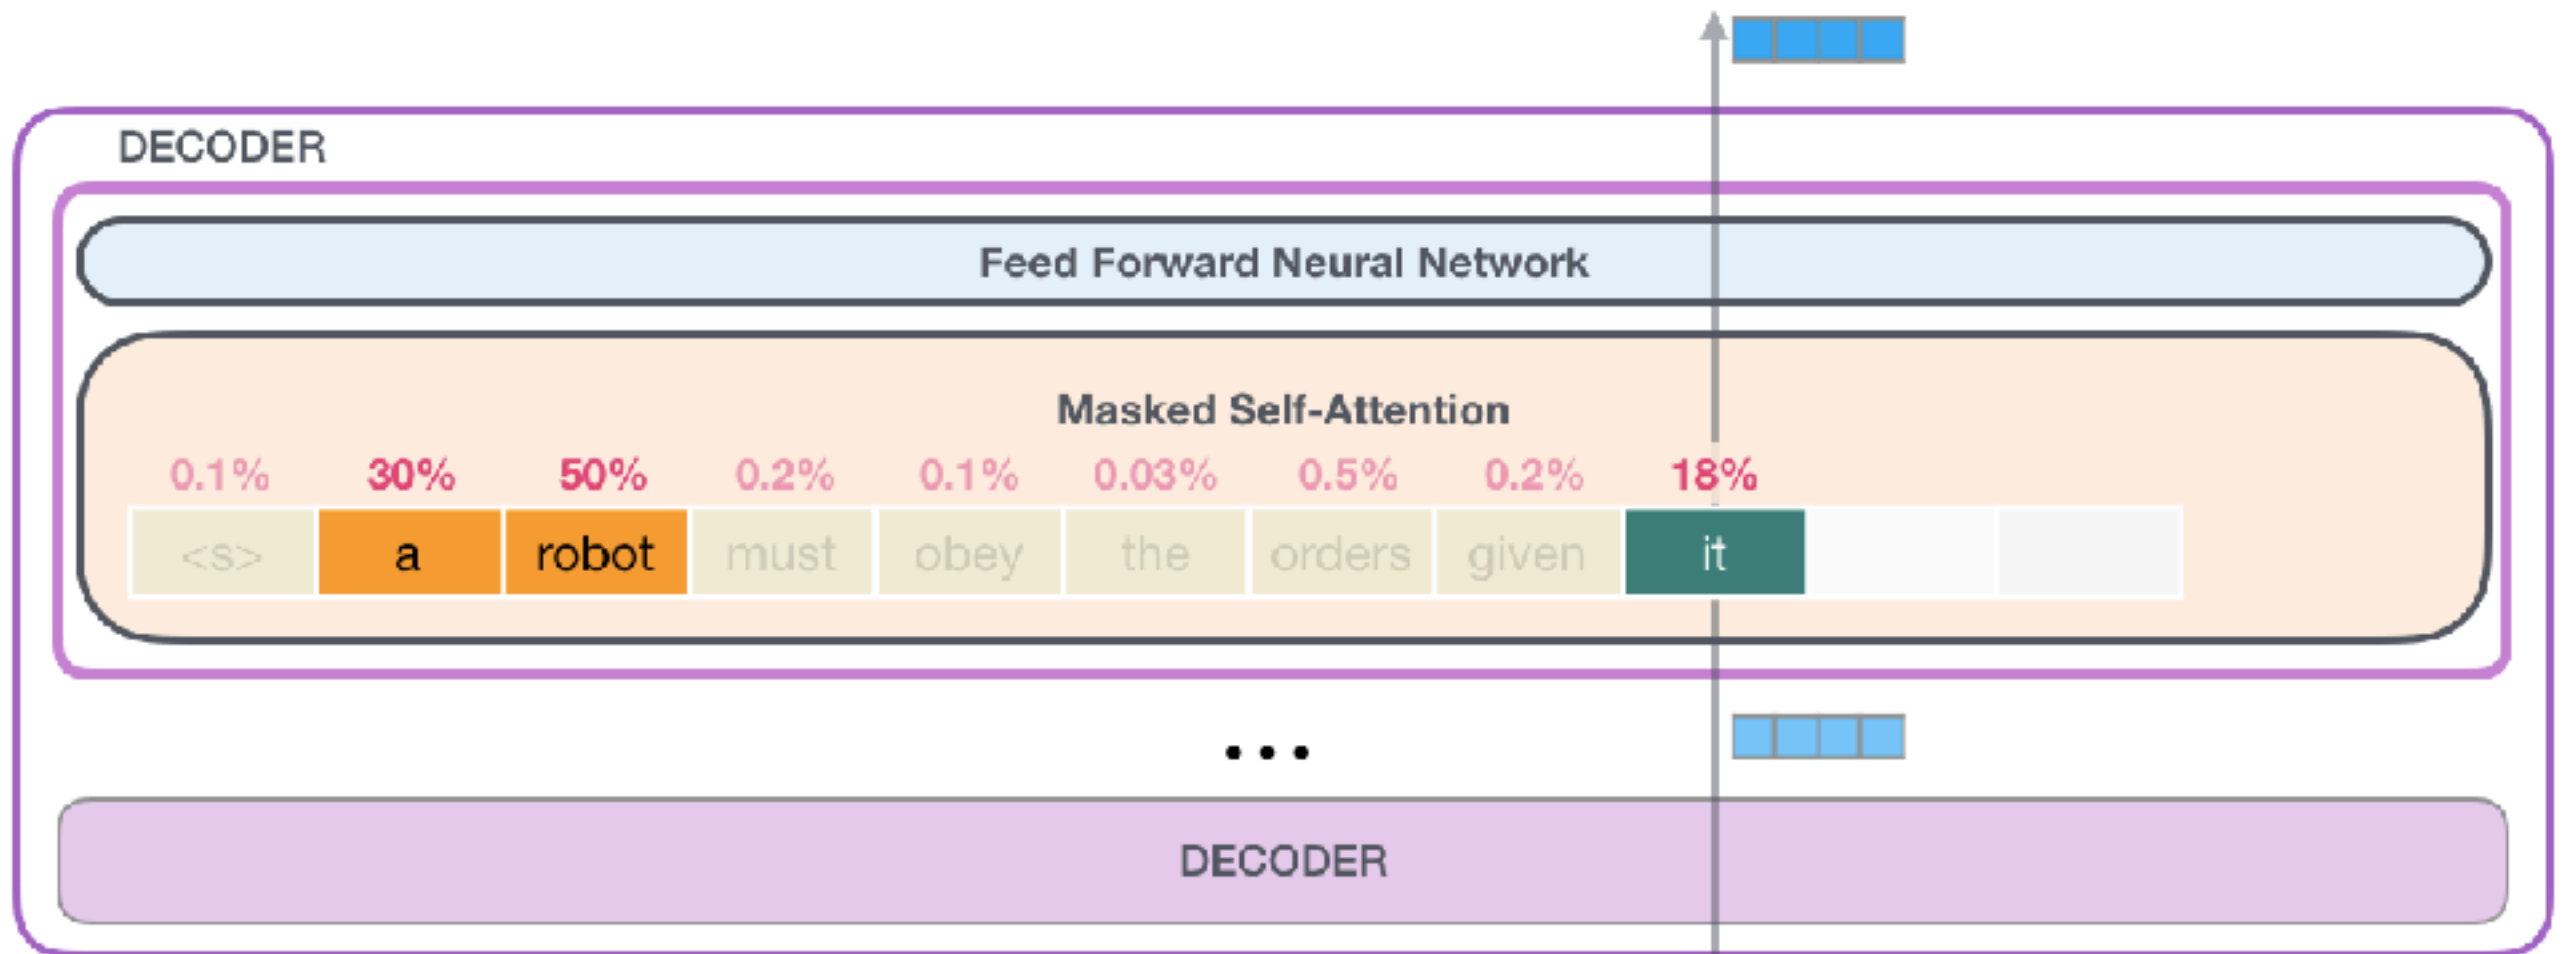 DECODER
Feed Forward Neural Network
Masked Self-Attention
0.1% 30% 50% 0.2% 0.1% 0.03% 0.5% 0.2% 18%
<s> a robot must obey the orders given it
...
DECODER